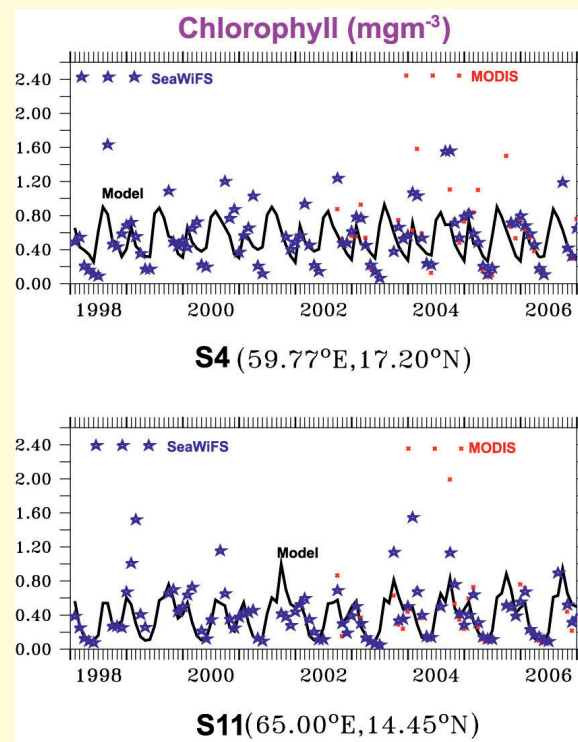 Chlorophyll (mgm-3)
2.40
SeaWiFS
MODIS
2.00
1.60
1.20
Model
0.80
0.40
0.00
1998 2000 2002 2004 2006
S4 (59.77°E,17.20°N)
2.40
SeaWiFS
MODIS
2.00
1.60
1.20
Model
0.80
0.40
0.00
1998 2000 2002 2004 2006
S11(65.00°E,14.45°N)